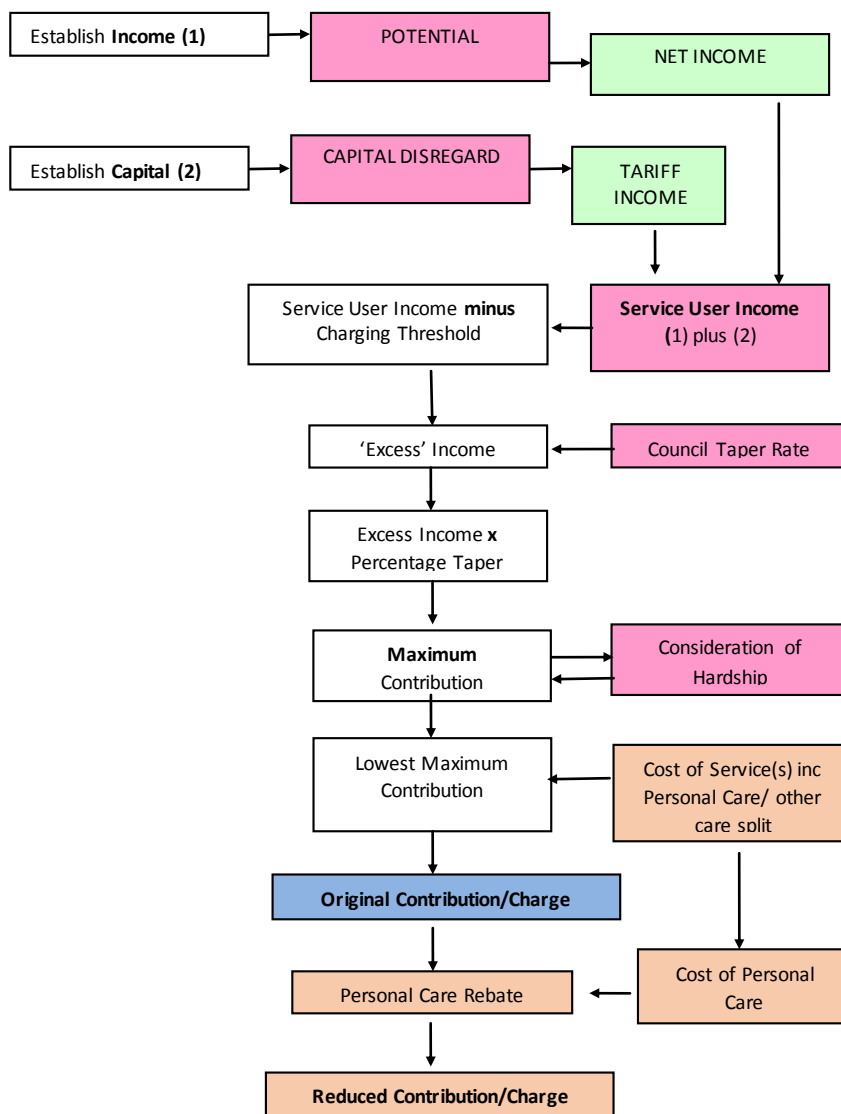 Establish Income (1)
POTENTIAL
NET INCOME
Establish Capital (2)
CAPITAL DISREGARD
TARIFF
INCOME
Service User Income minus
Charging Threshold
Service User Income
(1) plus (2)
‘Excess’ Income
Council Taper Rate
Excess Income x
Percentage Taper
Maximum
Contribution
Consideration of
Hardship
Lowest Maximum
Contribution
Cost of Service(s) inc
Personal Care/ other
care split
Original Contribution/Charge
Personal Care Rebate
Cost of Personal
Care
Reduced Contribution/Charge